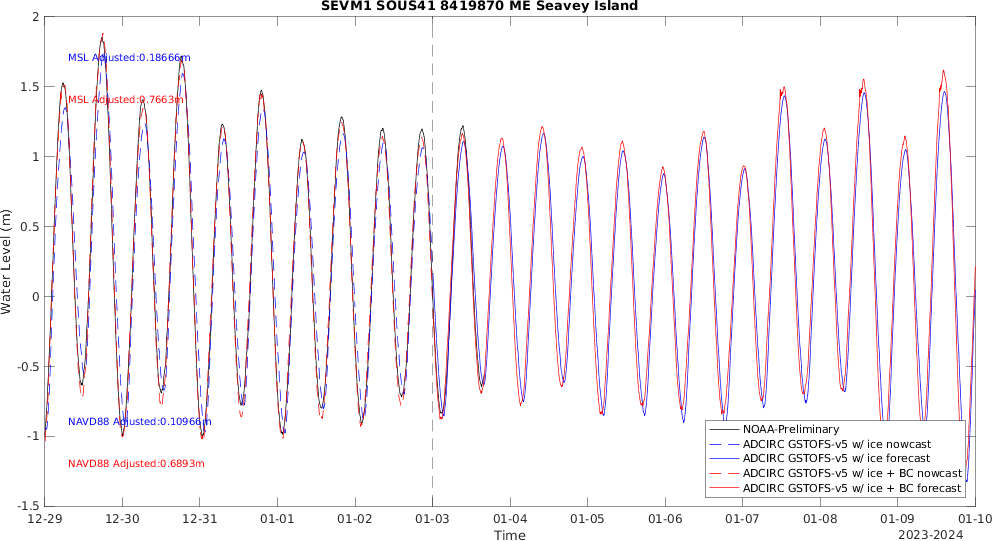 SEVM1 SOUS41 8419870 ME Seavey Island
2
1.5
1
0.5
0
-0.5
-1
-1.5
Water Level (m)
MSL Adjusted:0.18666m
MSL Adjusted:0.7663m
NAVD88 Adjusted:0.10966m
NAVD88 Adjusted:0.6893m
NOAA-Preliminary
ADCIRC GSTOFS-v5 w/ ice nowcast
ADCIRC GSTOFS-v5 w/ ice forecast
ADCIRC GSTOFS-v5 w/ ice + BC nowcast
ADCIRC GSTOFS-v5 w/ ice + BC forecast
12-29 12-30 12-31 01-01 01-02 01-03 01-04 01-05 01-06 01-07 01-08 01-09 01-10
Time
2023-2024